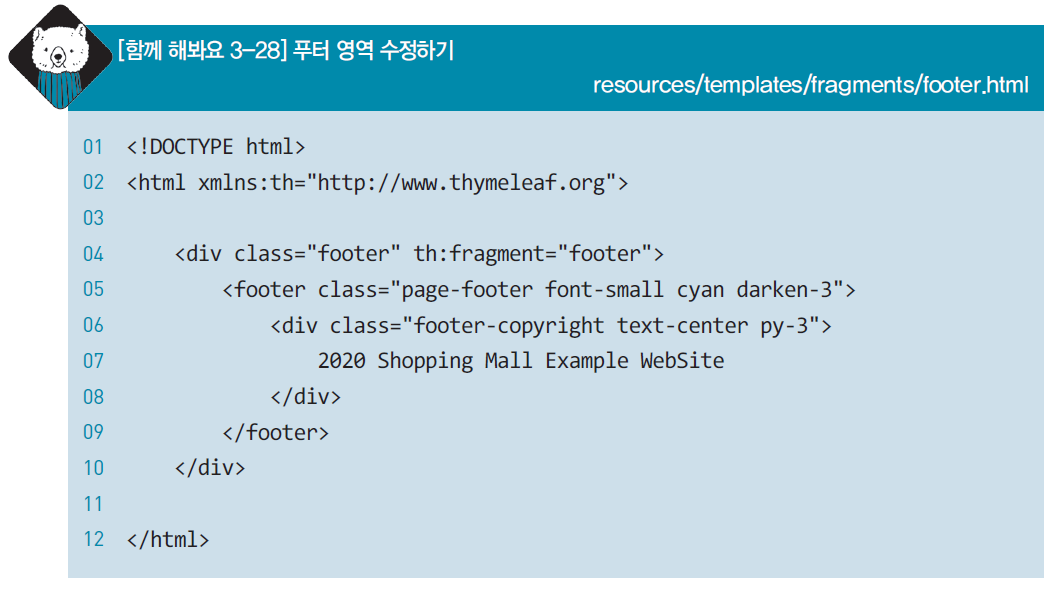 [함께 해봐요 3-28] 푸터 영역 수정하기
resources/templates/fragments/footer.html
01 <!DOCTYPE html>
02 <html xmlns:th="http://www.thymeleaf.org">
03
04     <div class="footer" th:fragment="footer">
05         <footer class="page-footer font-small cyan darken-3">
06             <div class="footer-copyright text-center py-3">
07                 2020 Shopping Mall Example WebSite
08             </div>
09         </footer>
10     </div>
11
12 </html>